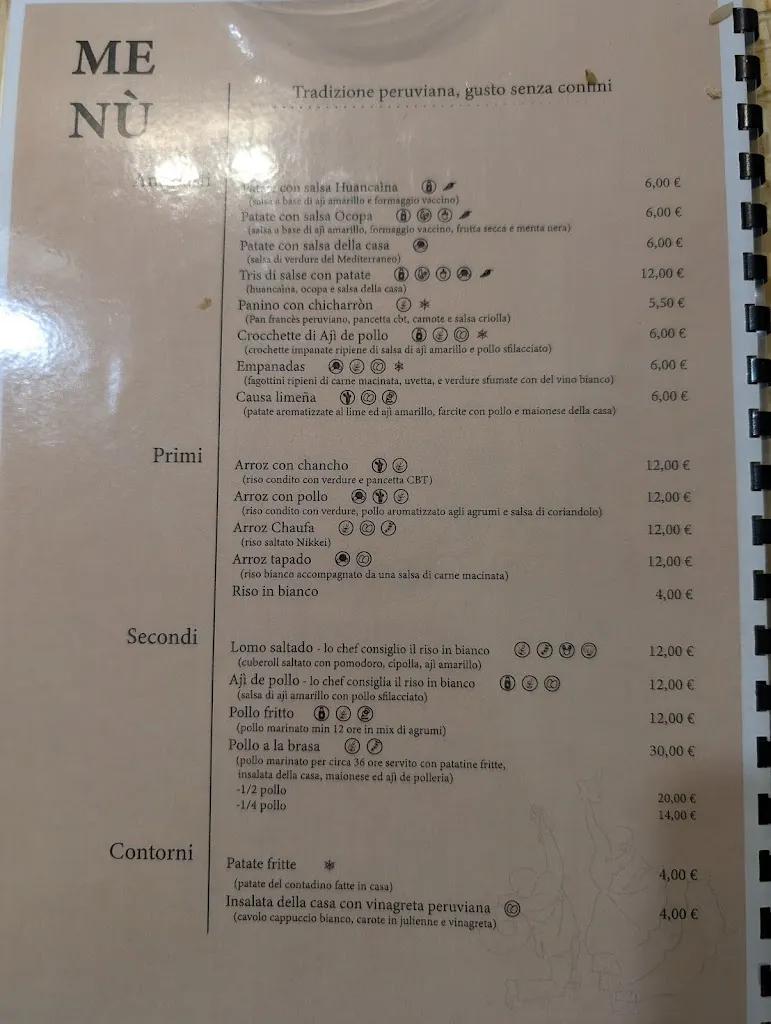 ME
NÙ
Tradizione peruviana, gusto senza confini
Antipasti
Patate con salsa Huancaìna 6,00 €
(salsa a base di ajì amarillo e formaggio vaccino)
Patate con salsa Ocopa 6,00 €
(salsa a base di ajì amarillo, formaggio vaccino, frutta secca e menta nera)
Patate con salsa della casa 6,00 €
(salsa di verdure del Mediterraneo)
Tris di salse con patate 12,00 €
(huancaìna, ocopa e salsa della casa)
Panino con chicharròn 5,50 €
(Pan francès peruviano, pancetta cbt, camote e salsa criolla)
Crocchette di Ajì de pollo 6,00 €
(crochette impanate ripiene di salsa di ajì amarillo e pollo sfilacciato)
Empanadas 6,00 €
(fagottini ripieni di carne macinata, uvetta, e verdure sfumate con del vino bianco)
Causa limeña 6,00 €
(patate aromatizzate al lime ed ajì amarillo, farcite con pollo e maionese della casa)
Primi
Arroz con chancho 12,00 €
(riso condito con verdure e pancetta CBT)
Arroz con pollo 12,00 €
(riso condito con verdure, pollo aromatizzato agli agrumi e salsa di coriandolo)
Arroz Chaufa 12,00 €
(riso saltato Nikkei)
Arroz tapado 12,00 €
(riso bianco accompagnato da una salsa di carne macinata)
Riso in bianco 4,00 €
Secondi
Lomo saltado - lo chef consiglio il riso in bianco 12,00 €
(cuberoll saltato con pomodoro, cipolla, ajì amarillo)
Ajì de pollo - lo chef consiglia il riso in bianco 12,00 €
(salsa di ajì amarillo con pollo sfilacciato)
Pollo fritto 12,00 €
(pollo marinato min 12 ore in mix di agrumi)
Pollo a la brasa 30,00 €
(pollo marinato per circa 36 ore servito con patatine fritte,
insalata della casa, maionese ed ajì de polleria)
-1/2 pollo 20,00 €
-1/4 pollo 14,00 €
Contorni
Patate fritte 4,00 €
(patate del contadino fatte in casa)
Insalata della casa con vinagreta peruviana 4,00 €
(cavolo cappuccio bianco, carote in julienne e vinagreta)